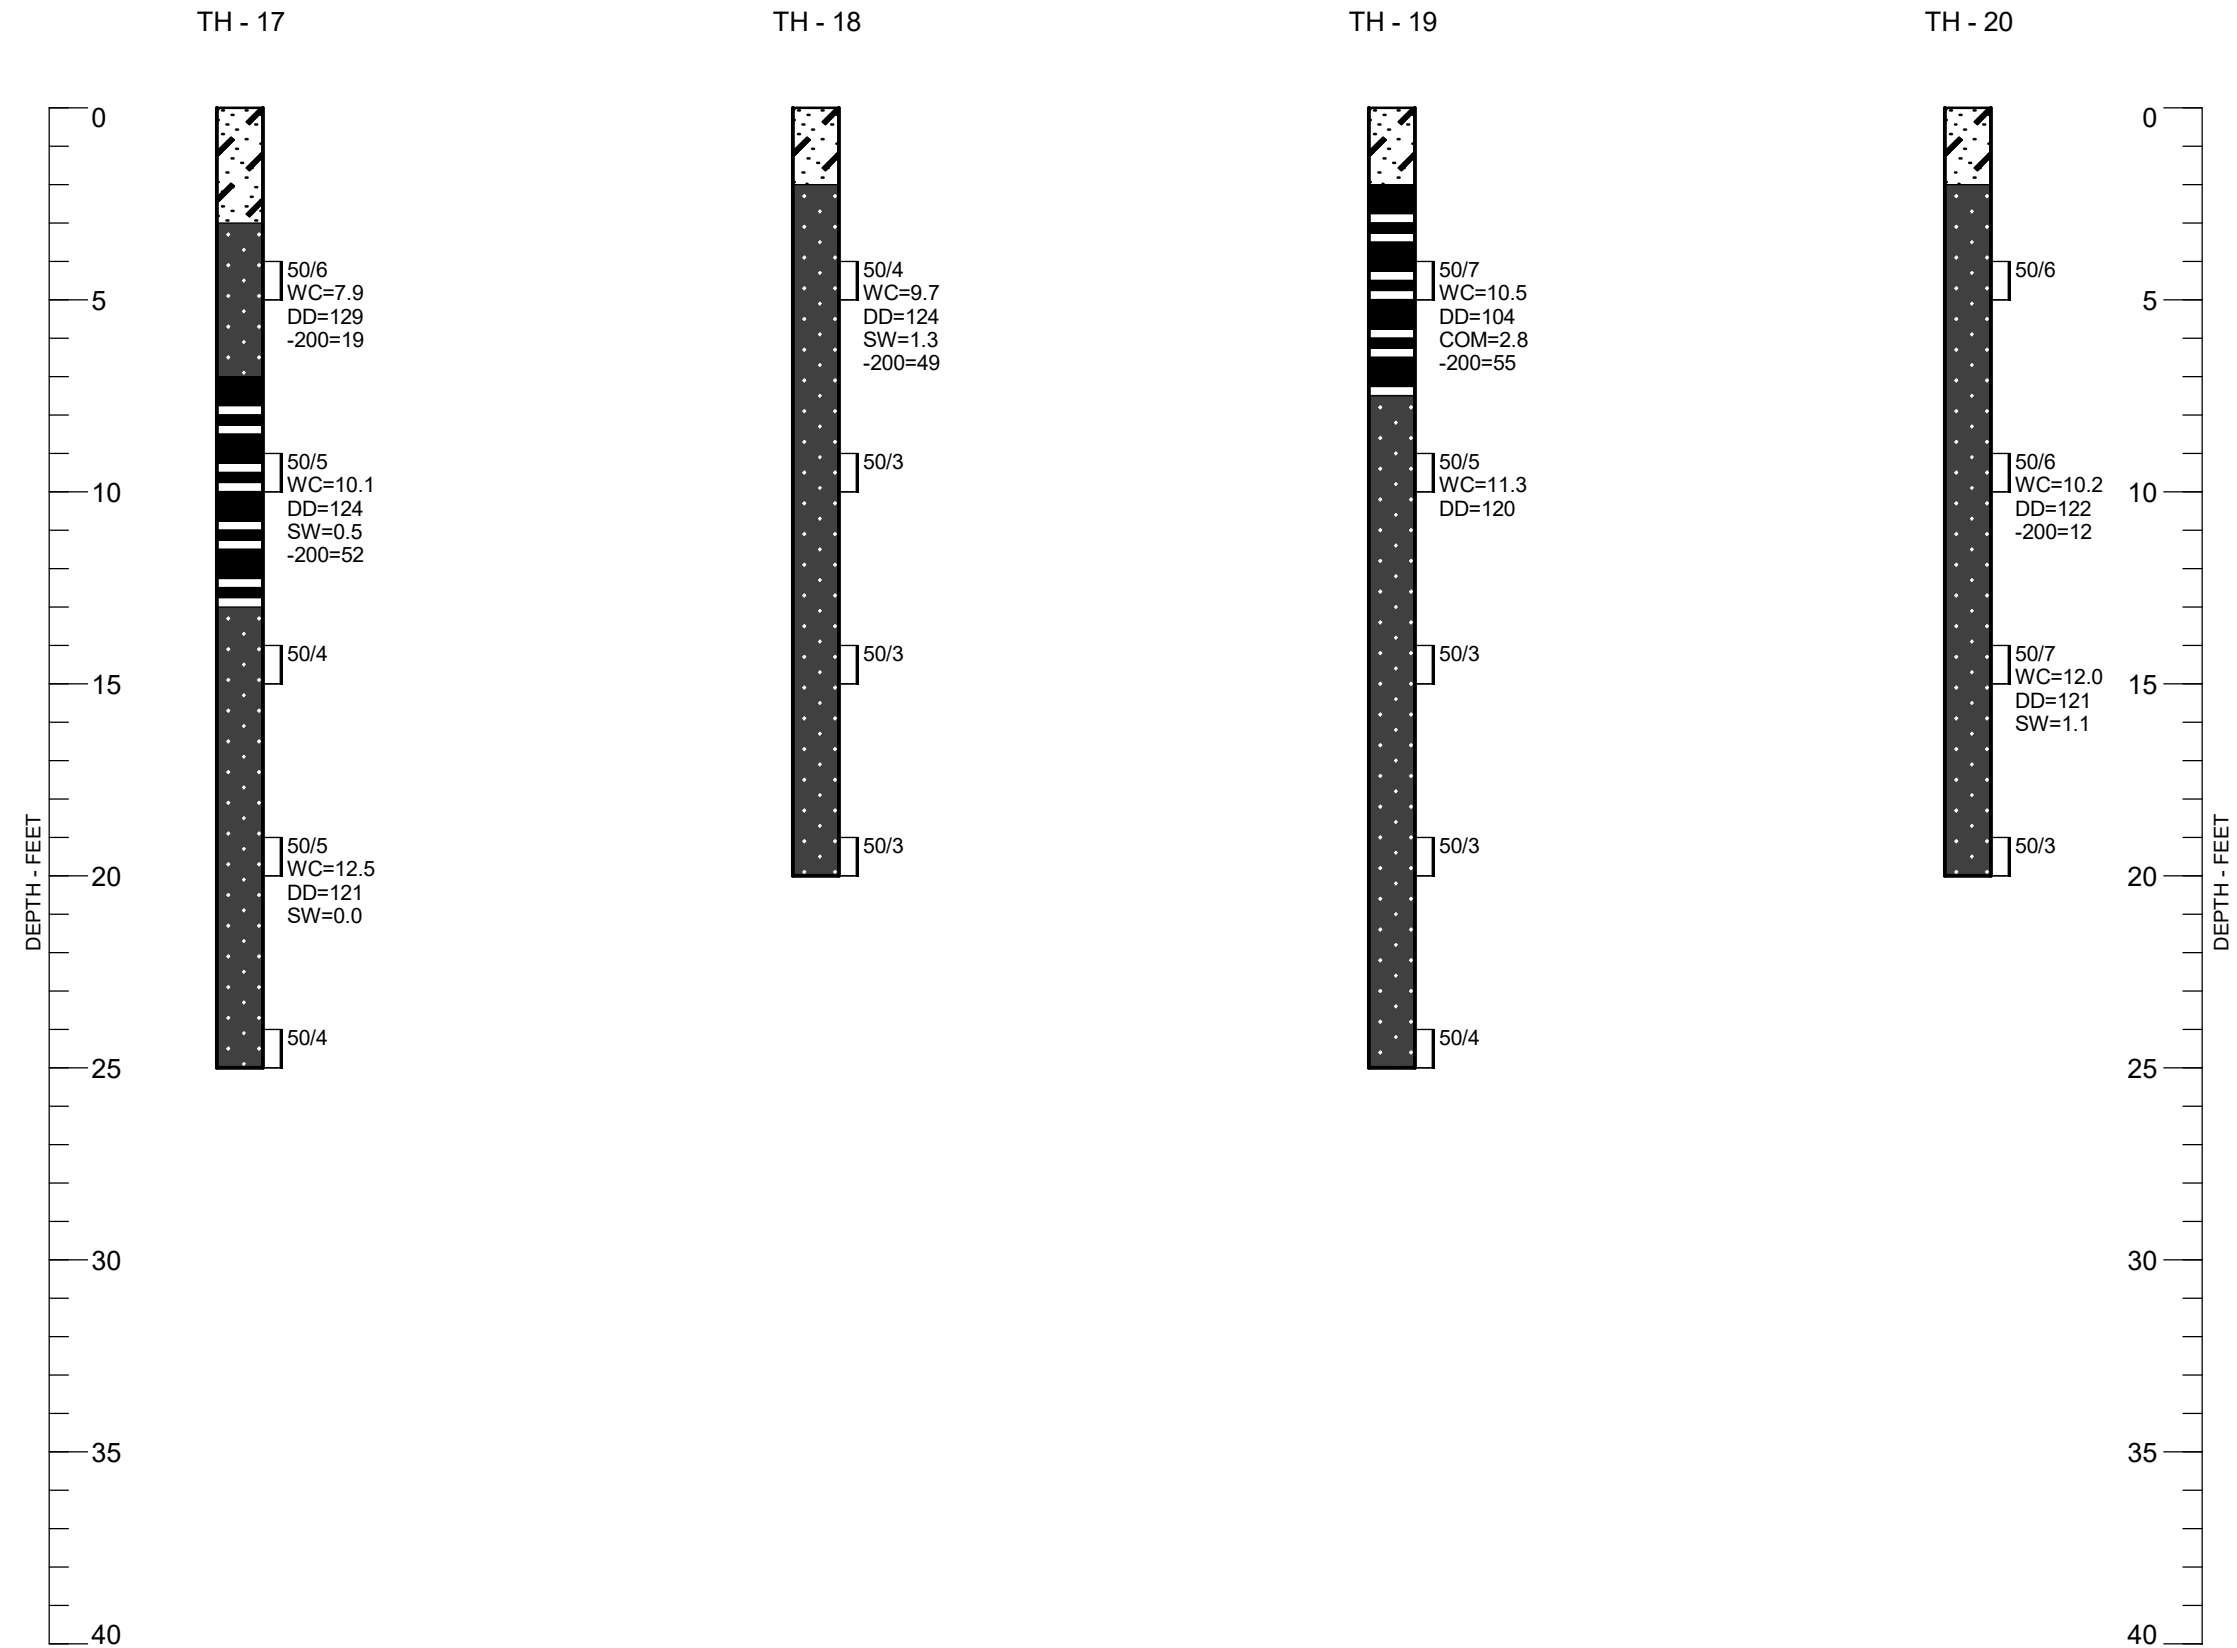 TH - 17
TH - 18
TH - 19
TH - 20
DEPTH - FEET
0
5
10
15
20
25
30
35
40
50/6
WC=7.9
DD=129
-200=19
50/5
WC=10.1
DD=124
SW=0.5
-200=52
50/4
50/5
WC=12.5
DD=121
SW=0.0
50/4
50/4
WC=9.7
DD=124
SW=1.3
-200=49
50/3
50/3
50/3
50/7
WC=10.5
DD=104
COM=2.8
-200=55
50/5
WC=11.3
DD=120
50/3
50/3
50/4
50/6
50/6
WC=10.2
DD=122
-200=12
50/7
WC=12.0
DD=121
SW=1.1
50/3
0
5
10
15
20
25
30
35
40
DEPTH - FEET